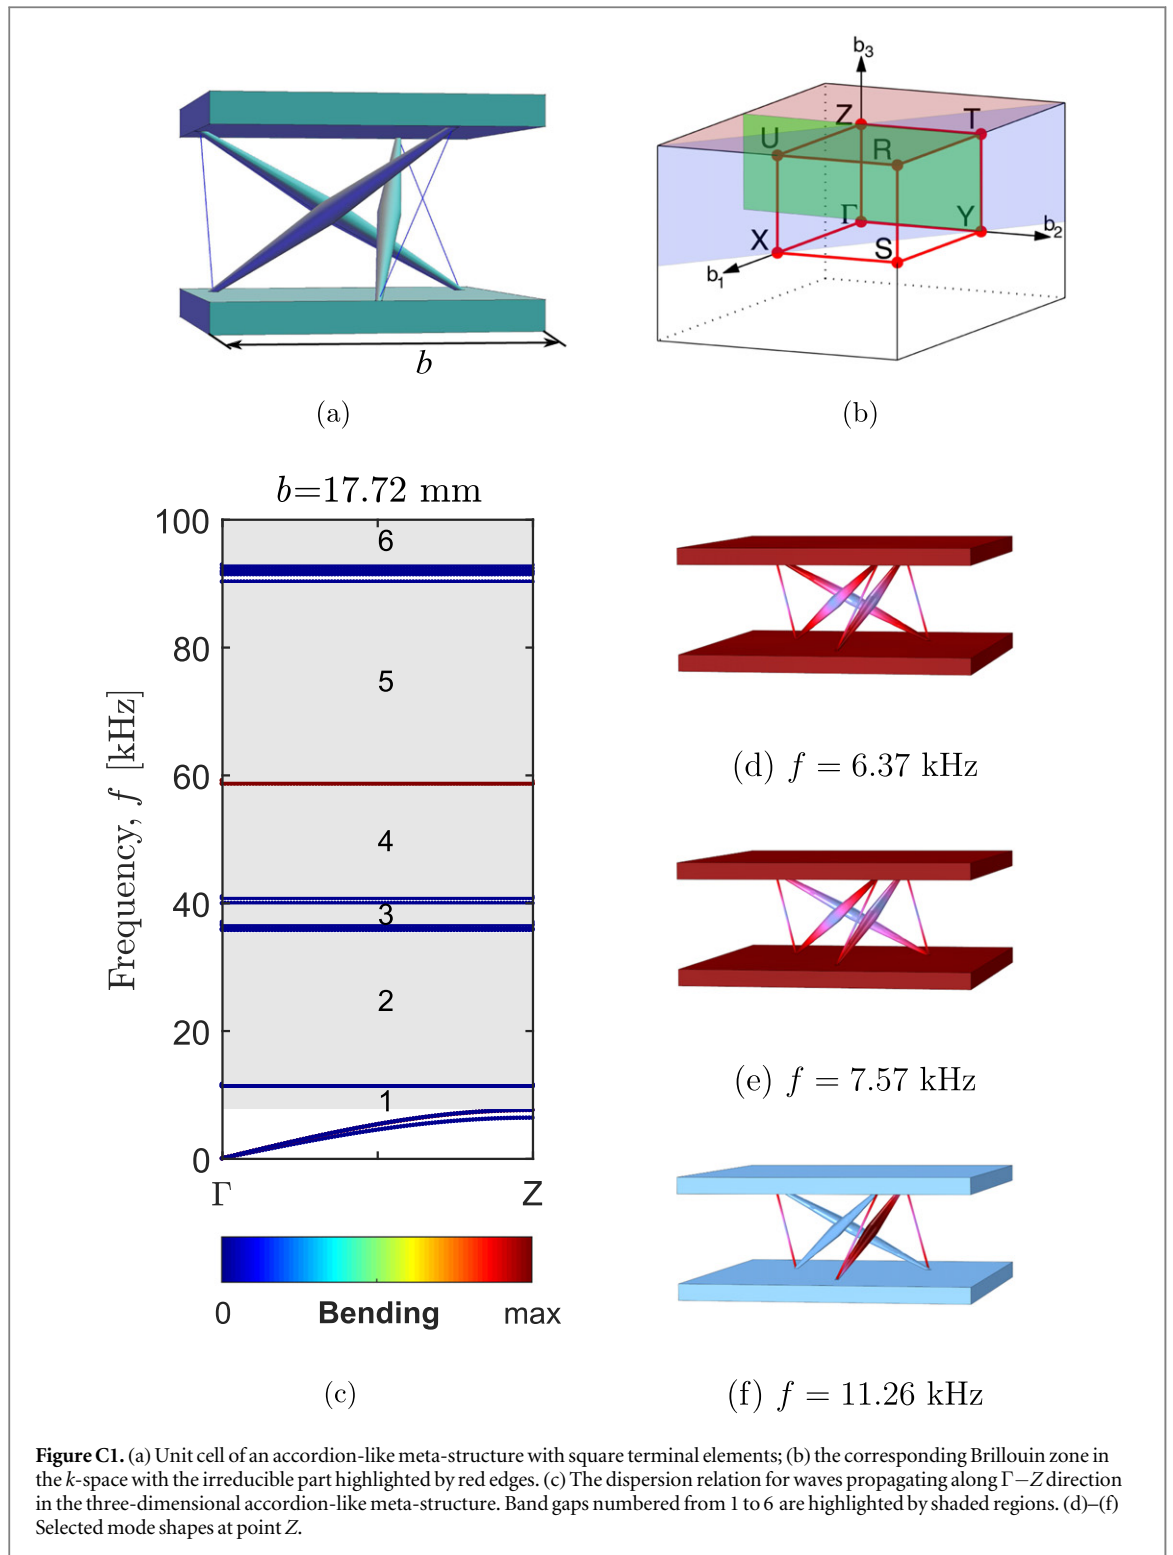 b
(a)
b₃
Z
T
U
R
Γ
Y
b₂
X
S
b₁
(b)
b=17.72 mm
100
80
60
40
20
0
Frequency, f [kHz]
6
5
4
3
2
1
Γ
Z
0
Bending
max
(c)
(d) f = 6.37 kHz
(e) f = 7.57 kHz
(f) f = 11.26 kHz
Figure C1. (a) Unit cell of an accordion-like meta-structure with square terminal elements; (b) the corresponding Brillouin zone in
the k-space with the irreducible part highlighted by red edges. (c) The dispersion relation for waves propagating along Γ−Z direction
in the three-dimensional accordion-like meta-structure. Band gaps numbered from 1 to 6 are highlighted by shaded regions. (d)–(f)
Selected mode shapes at point Z.